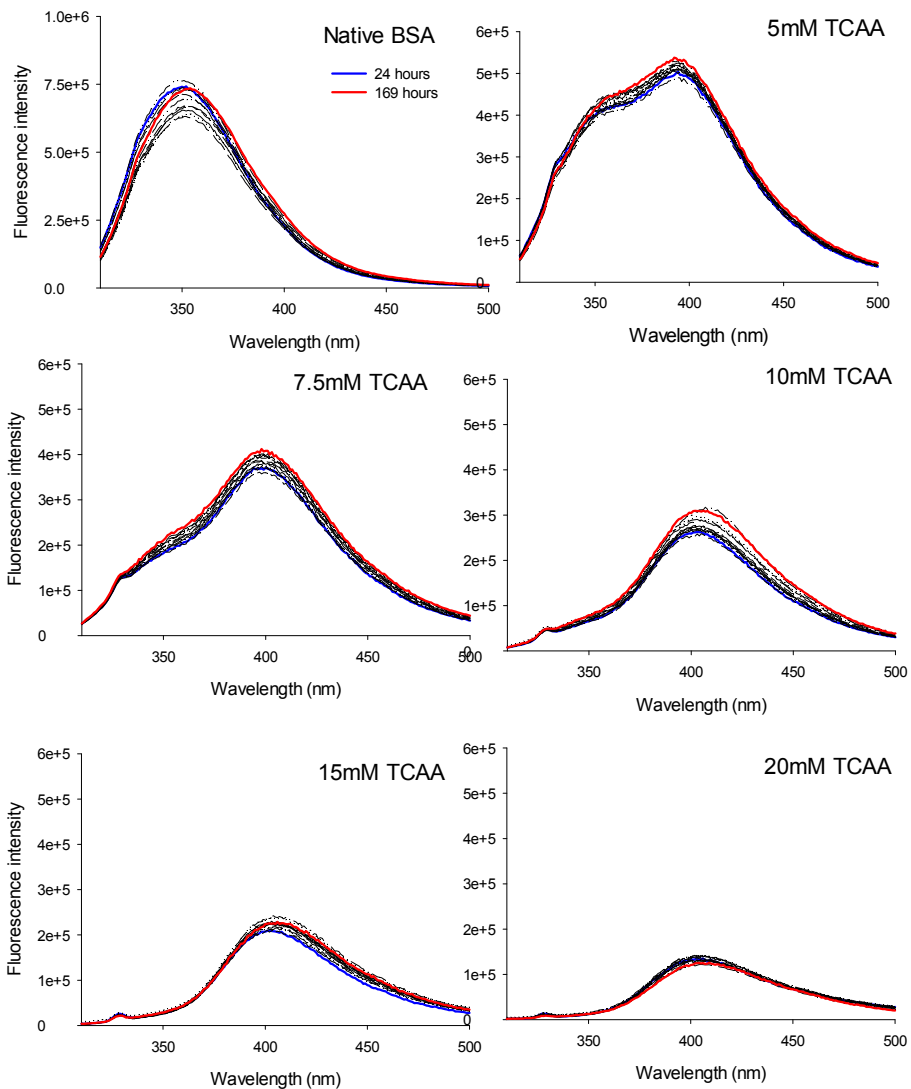 Native BSA
24 hours
169 hours
Fluorescence intensity
1.0e+6
7.5e+5
5.0e+5
2.5e+5
0.0
350
400
450
500
Wavelength (nm)
5mM TCAA
6e+5
5e+5
4e+5
3e+5
2e+5
1e+5
0
350
400
450
500
Wavelength (nm)
7.5mM TCAA
Fluorescence intensity
6e+5
5e+5
4e+5
3e+5
2e+5
1e+5
0
350
400
450
500
Wavelength (nm)
10mM TCAA
6e+5
5e+5
4e+5
3e+5
2e+5
1e+5
0
350
400
450
500
Wavelength (nm)
15mM TCAA
Fluorescence intensity
6e+5
5e+5
4e+5
3e+5
2e+5
1e+5
0
350
400
450
500
Wavelength (nm)
20mM TCAA
6e+5
5e+5
4e+5
3e+5
2e+5
1e+5
0
350
400
450
500
Wavelength (nm)